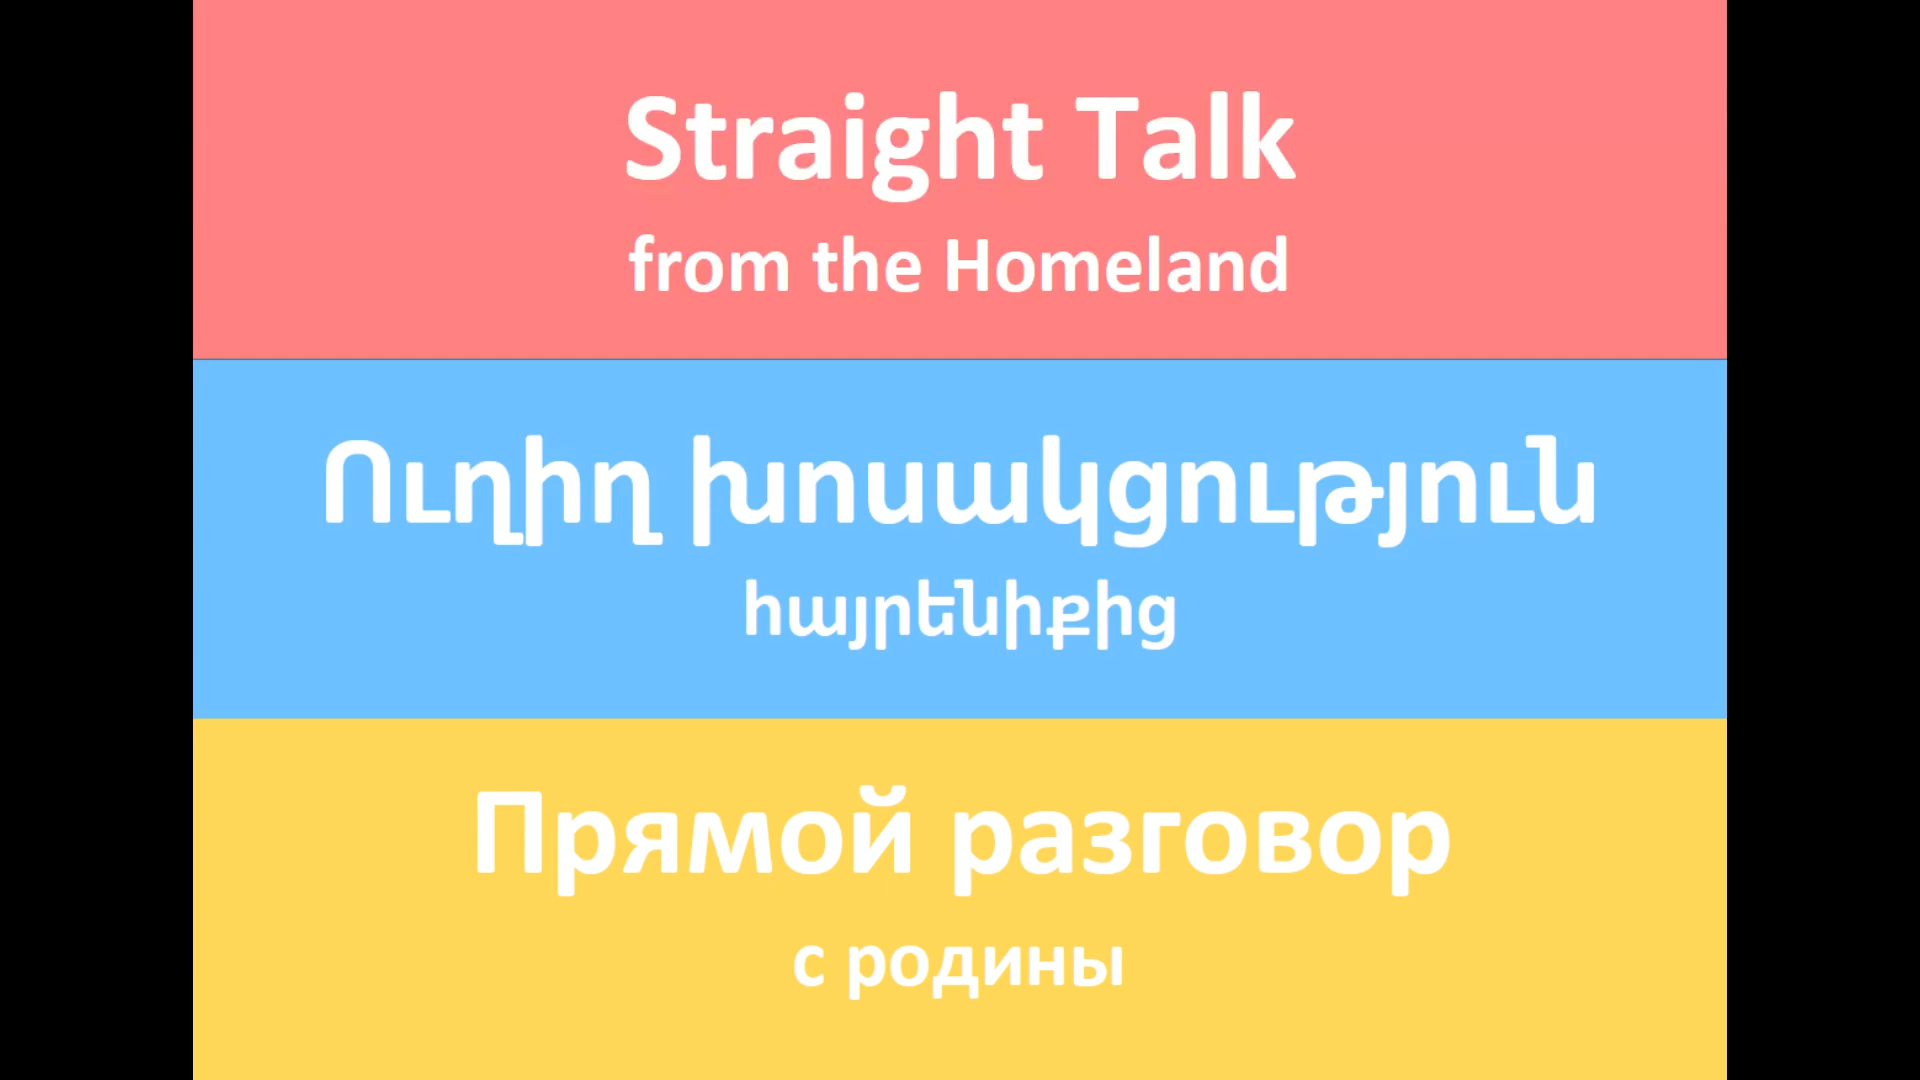 Straight Talk
from the Homeland
Ուղիղ խոսակցություն
հայրենիքից
Прямой разговор
с родины